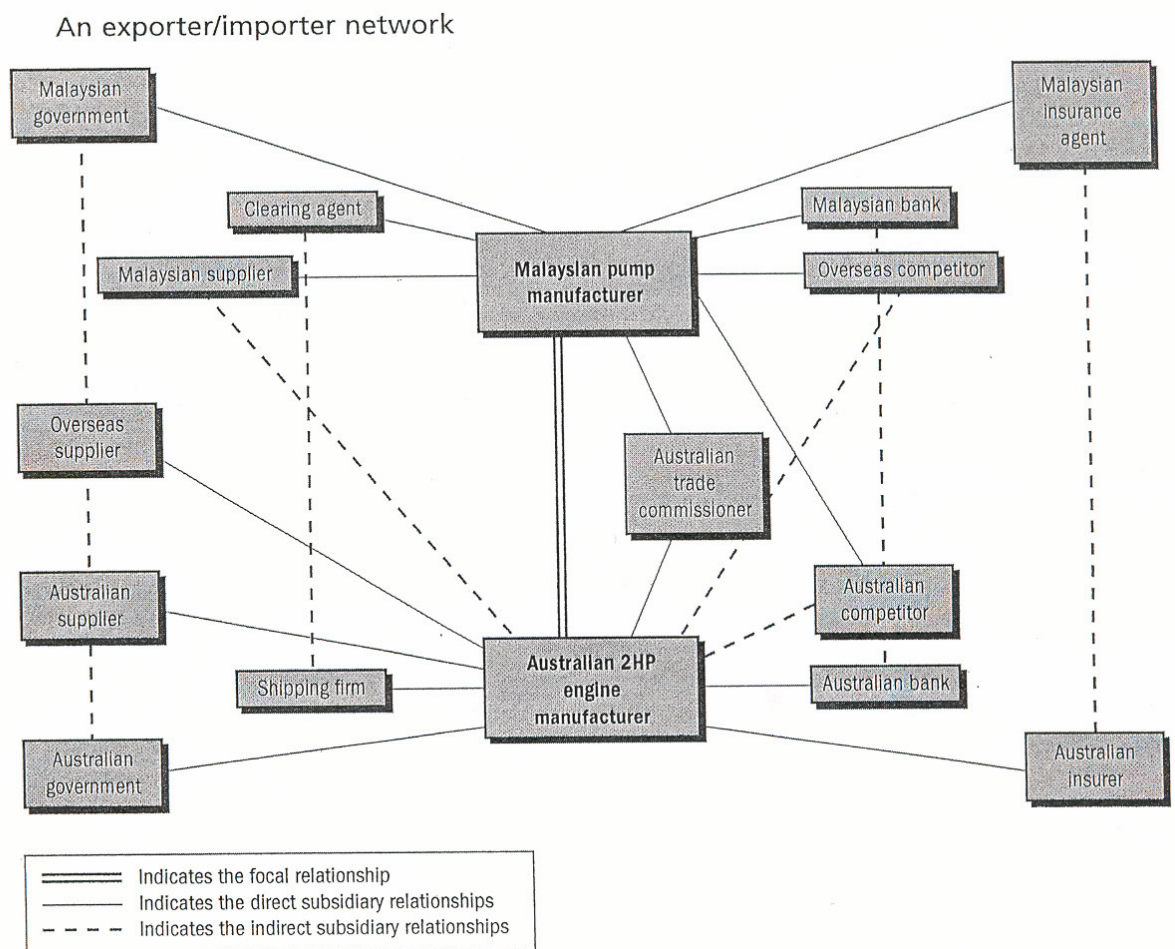 An exporter/importer network
Malaysian
government
Malaysian
insurance
agent
Clearing agent
Malaysian bank
Malaysian supplier
Malaysian pump
manufacturer
Overseas competitor
Overseas
supplier
Australian
trade
commissioner
Australian
supplier
Australian
competitor
Shipping firm
Australian 2HP
engine
manufacturer
Australian bank
Australian
government
Australian
insurer
Indicates the focal relationship
Indicates the direct subsidiary relationships
Indicates the indirect subsidiary relationships